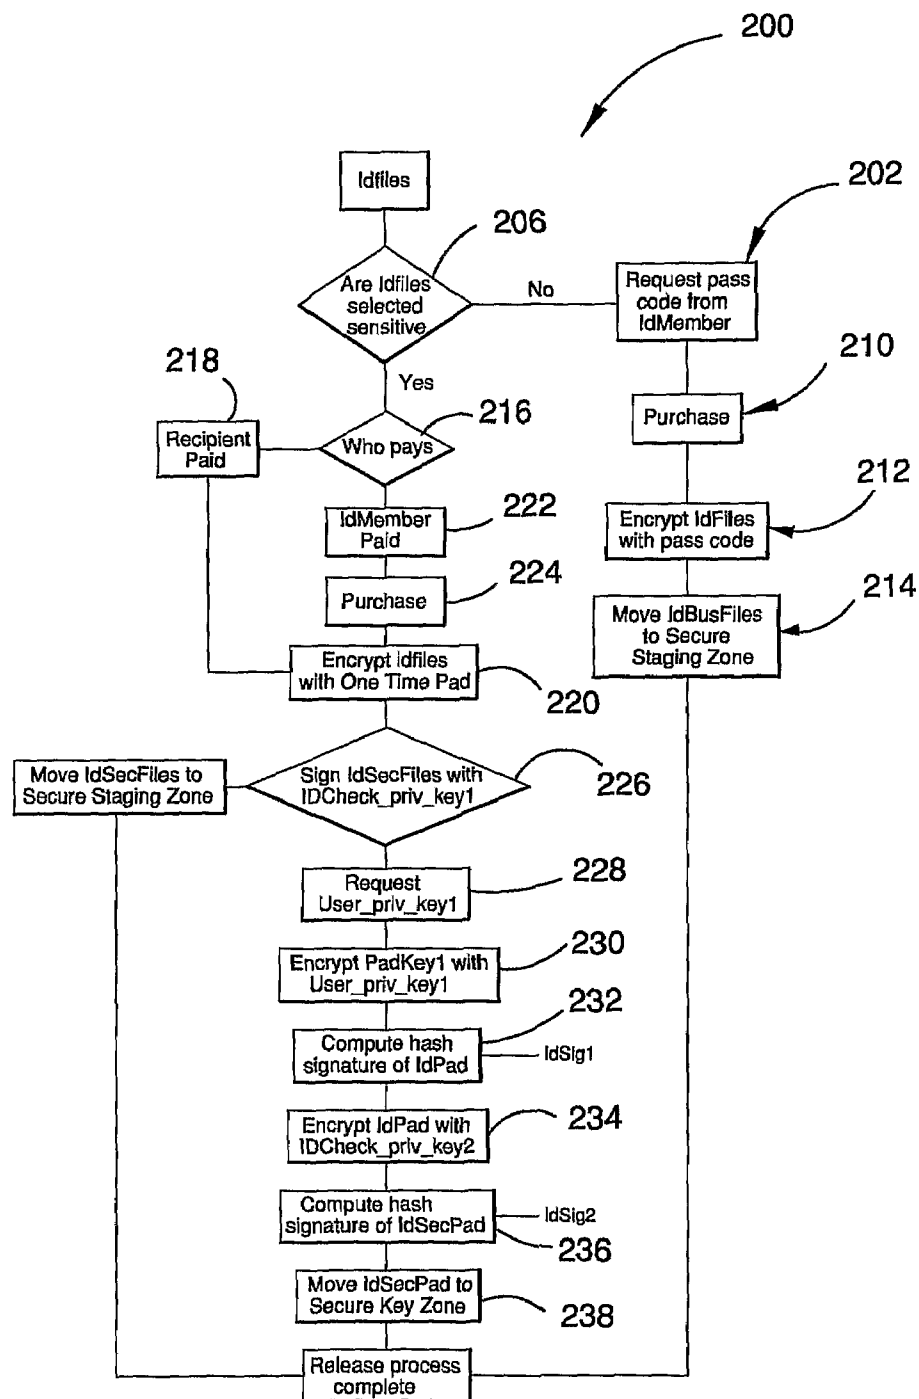 200
Idfiles
202
206
Are Idfiles
selected
sensitive
No
Request pass
code from
IdMember
218
Yes
210
216
Purchase
Recipient
Paid
Who pays
212
IdMember
Paid
222
Encrypt IdFiles
with pass code
224
Purchase
214
Move IdBusFiles
to Secure
Staging Zone
Encrypt idfiles
with One Time Pad
220
Move IdSecFiles to
Secure Staging Zone
Sign IdSecFiles with
IDCheck_priv_key1
226
Request
User_priv_key1
228
Encrypt PadKey1 with
User_priv_key1
230
232
Compute hash
signature of IdPad
IdSig1
Encrypt IdPad with
IDCheck_priv_key2
234
Compute hash
signature of IdSecPad
IdSig2
236
Move IdSecPad to
Secure Key Zone
238
Release process
complete